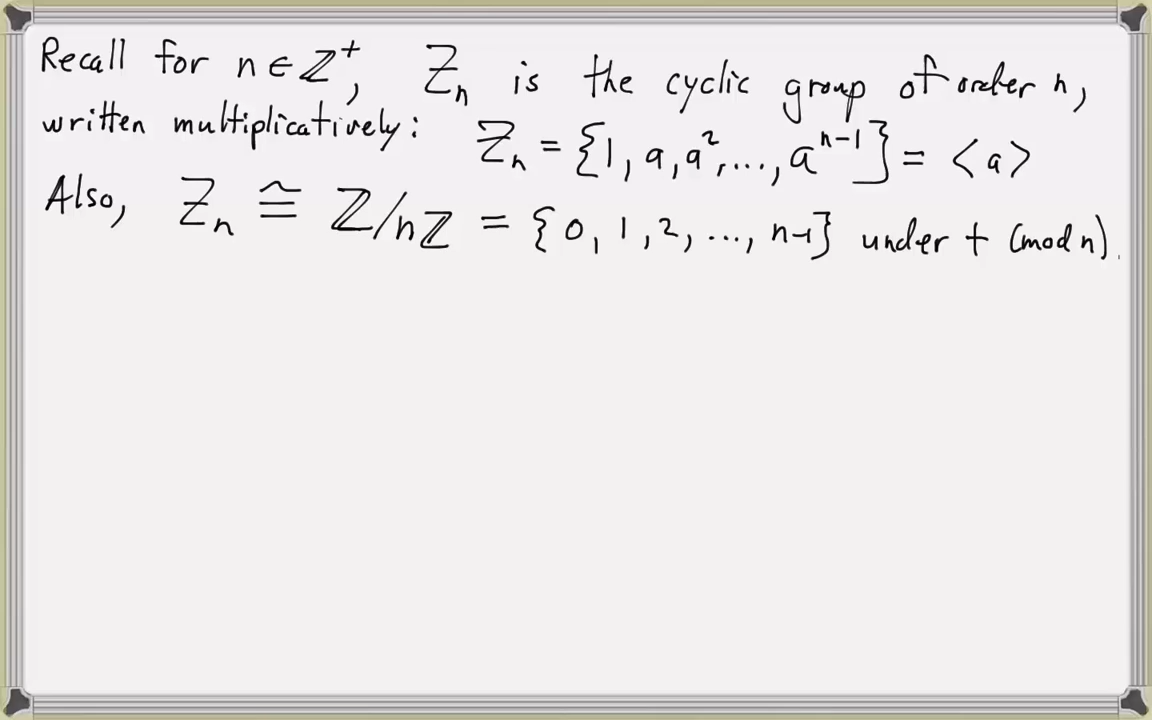 Recall for n ∈ ℤ⁺, Zₙ is the cyclic group of order n,
written multiplicatively: Zₙ = {1, a, a², ..., aⁿ⁻¹} = <a>
Also, Zₙ ≅ ℤ/nℤ = {0, 1, 2, ..., n-1} under + (mod n).